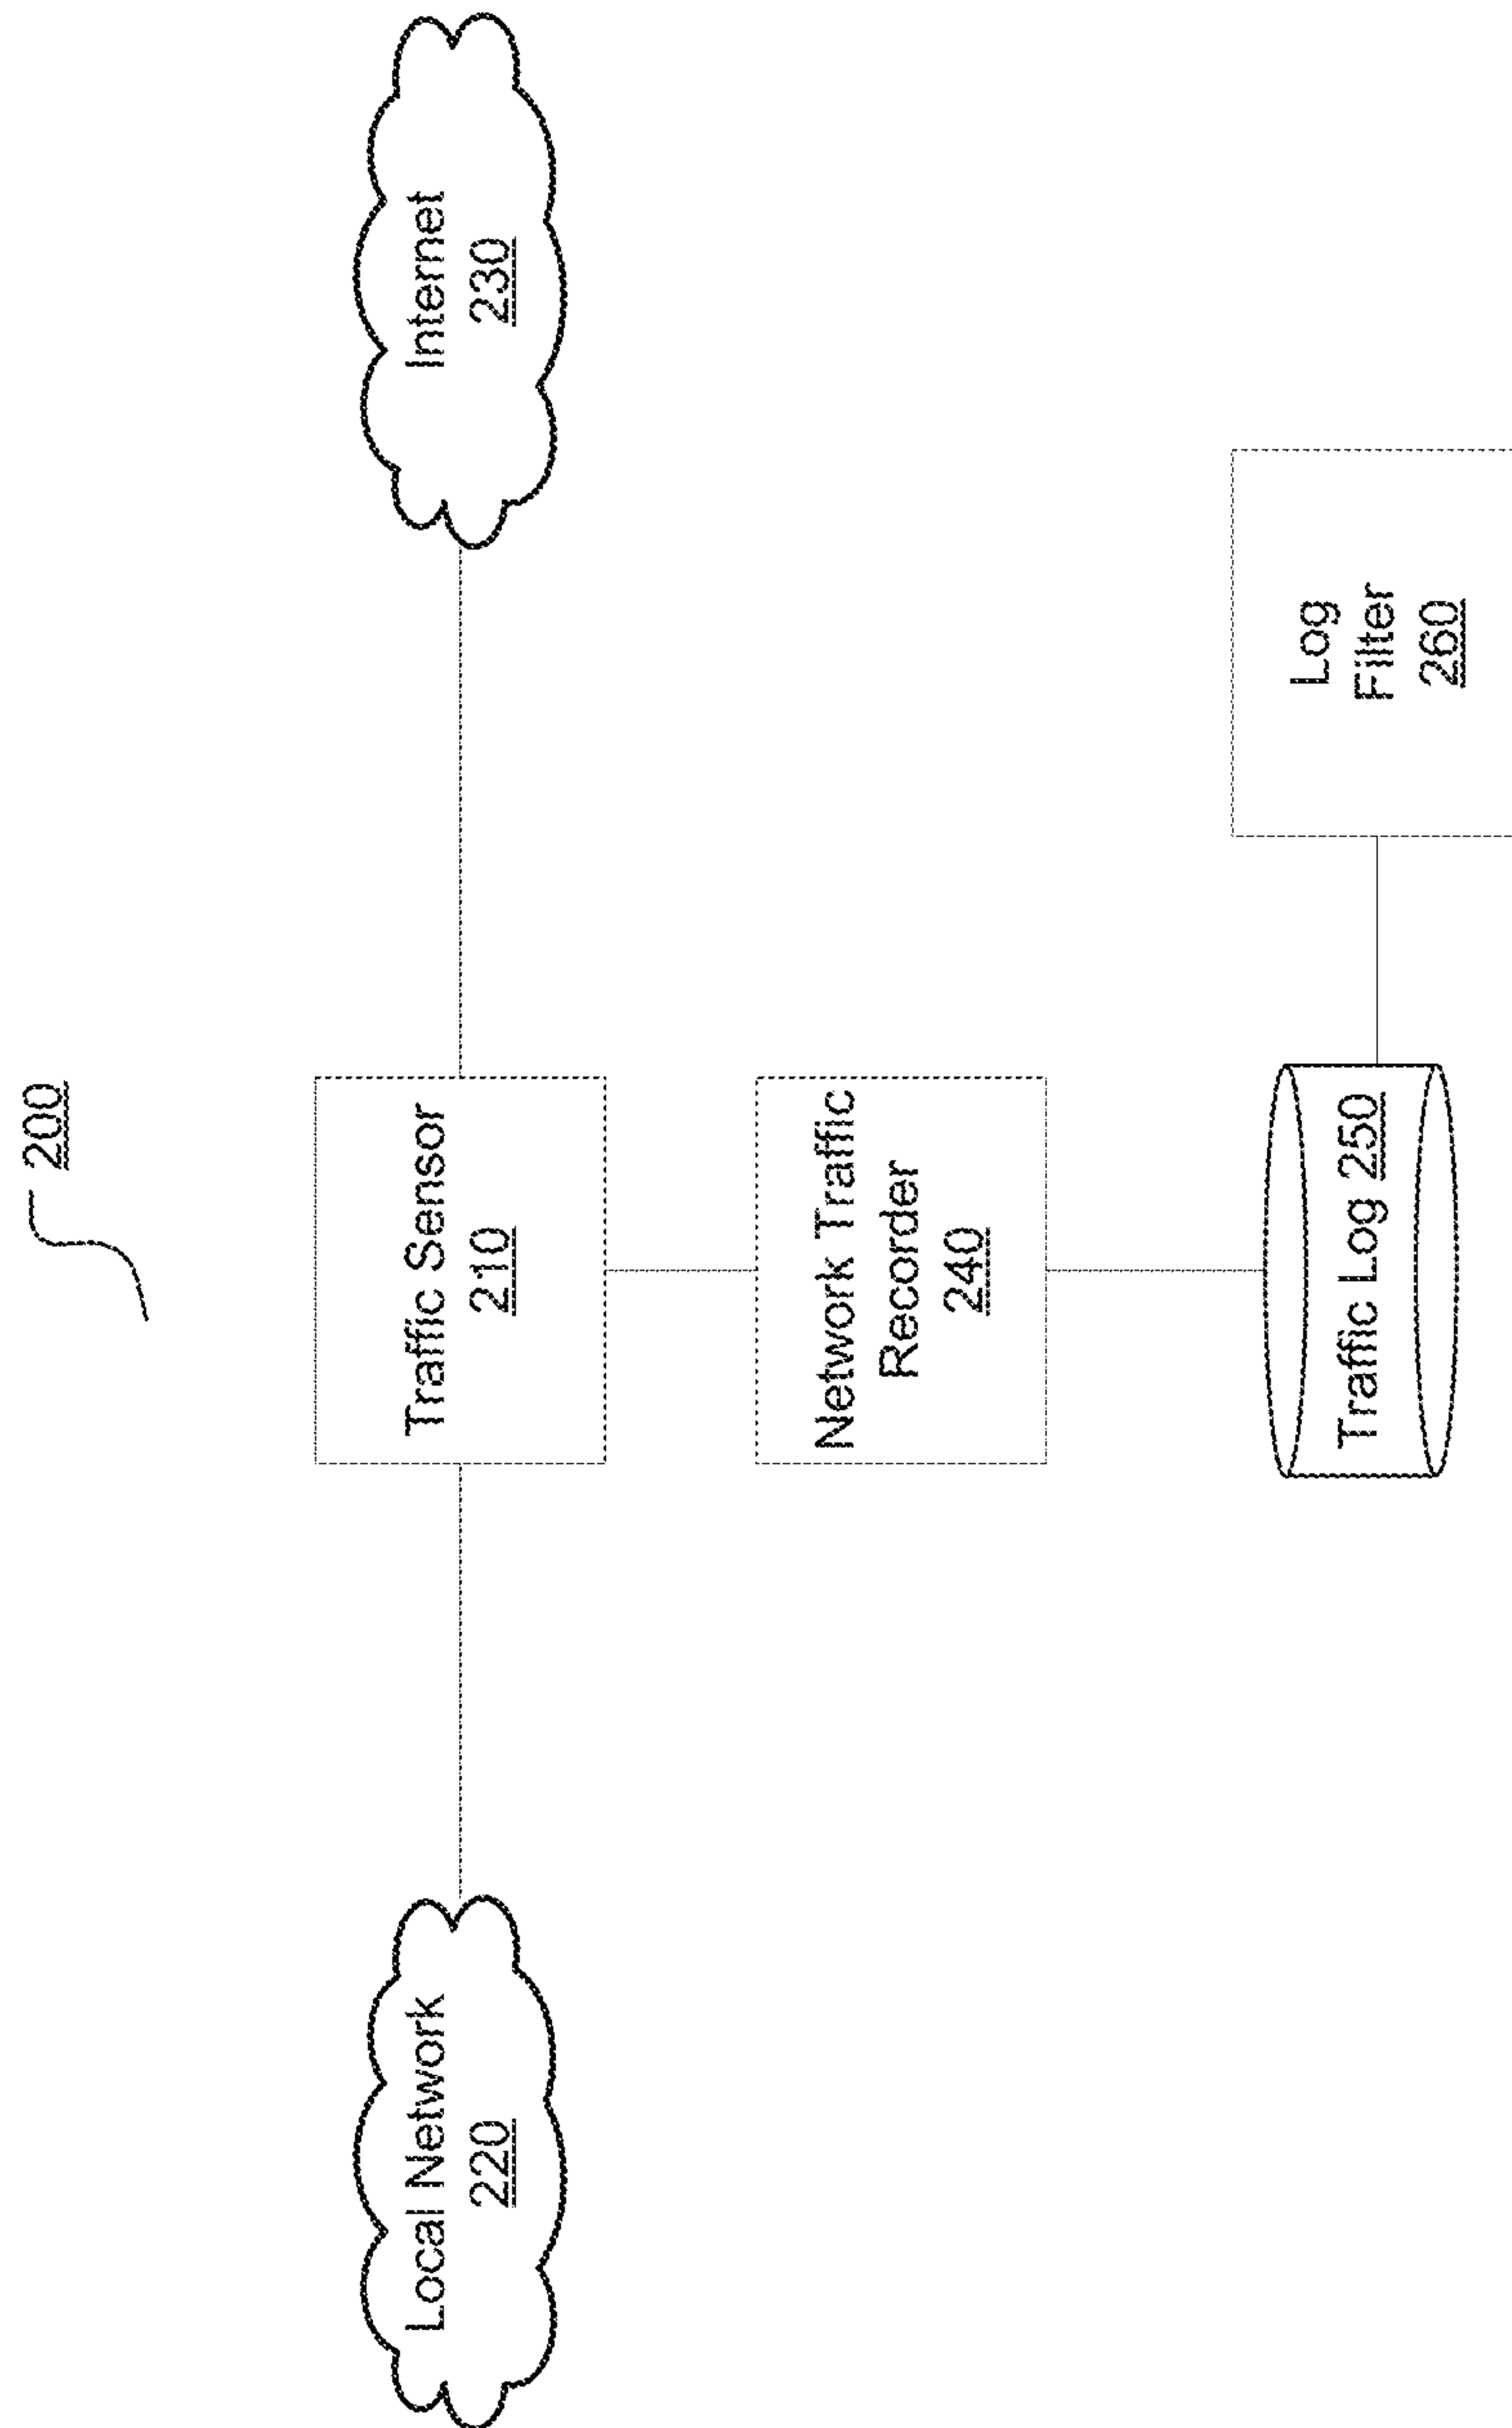 200
Local Network
220
Traffic Sensor
210
Internet
230
Network Traffic
Recorder
240
Traffic Log 250
Log
Filter
260